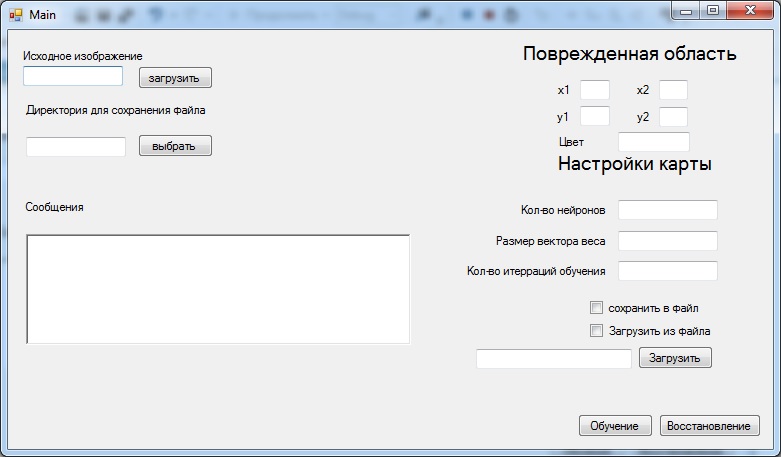 Main
Исходное изображение
загрузить
Директория для сохранения файла
выбрать
Сообщения
Поврежденная область
x1 x2
y1 y2
Цвет
Настройки карты
Кол-во нейронов
Размер вектора веса
Кол-во итерраций обучения
сохранить в файл
Загрузить из файла
Загрузить
Обучение Восстановление